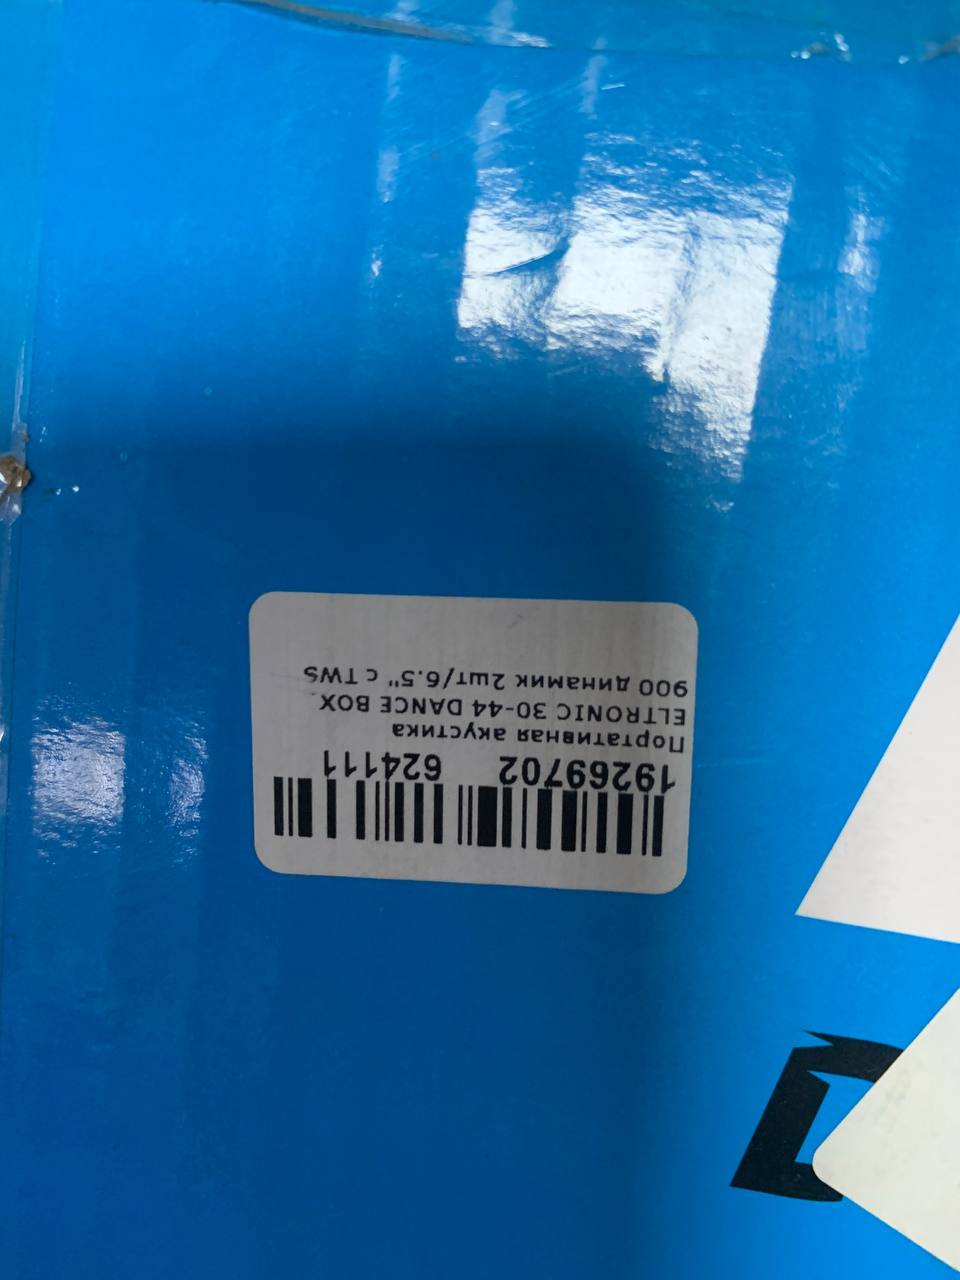 19269702 624111
Портативная акустика
ELTRONIC 30-44 DANCE BOX
900 динамик 2шт/6.5" с TWS